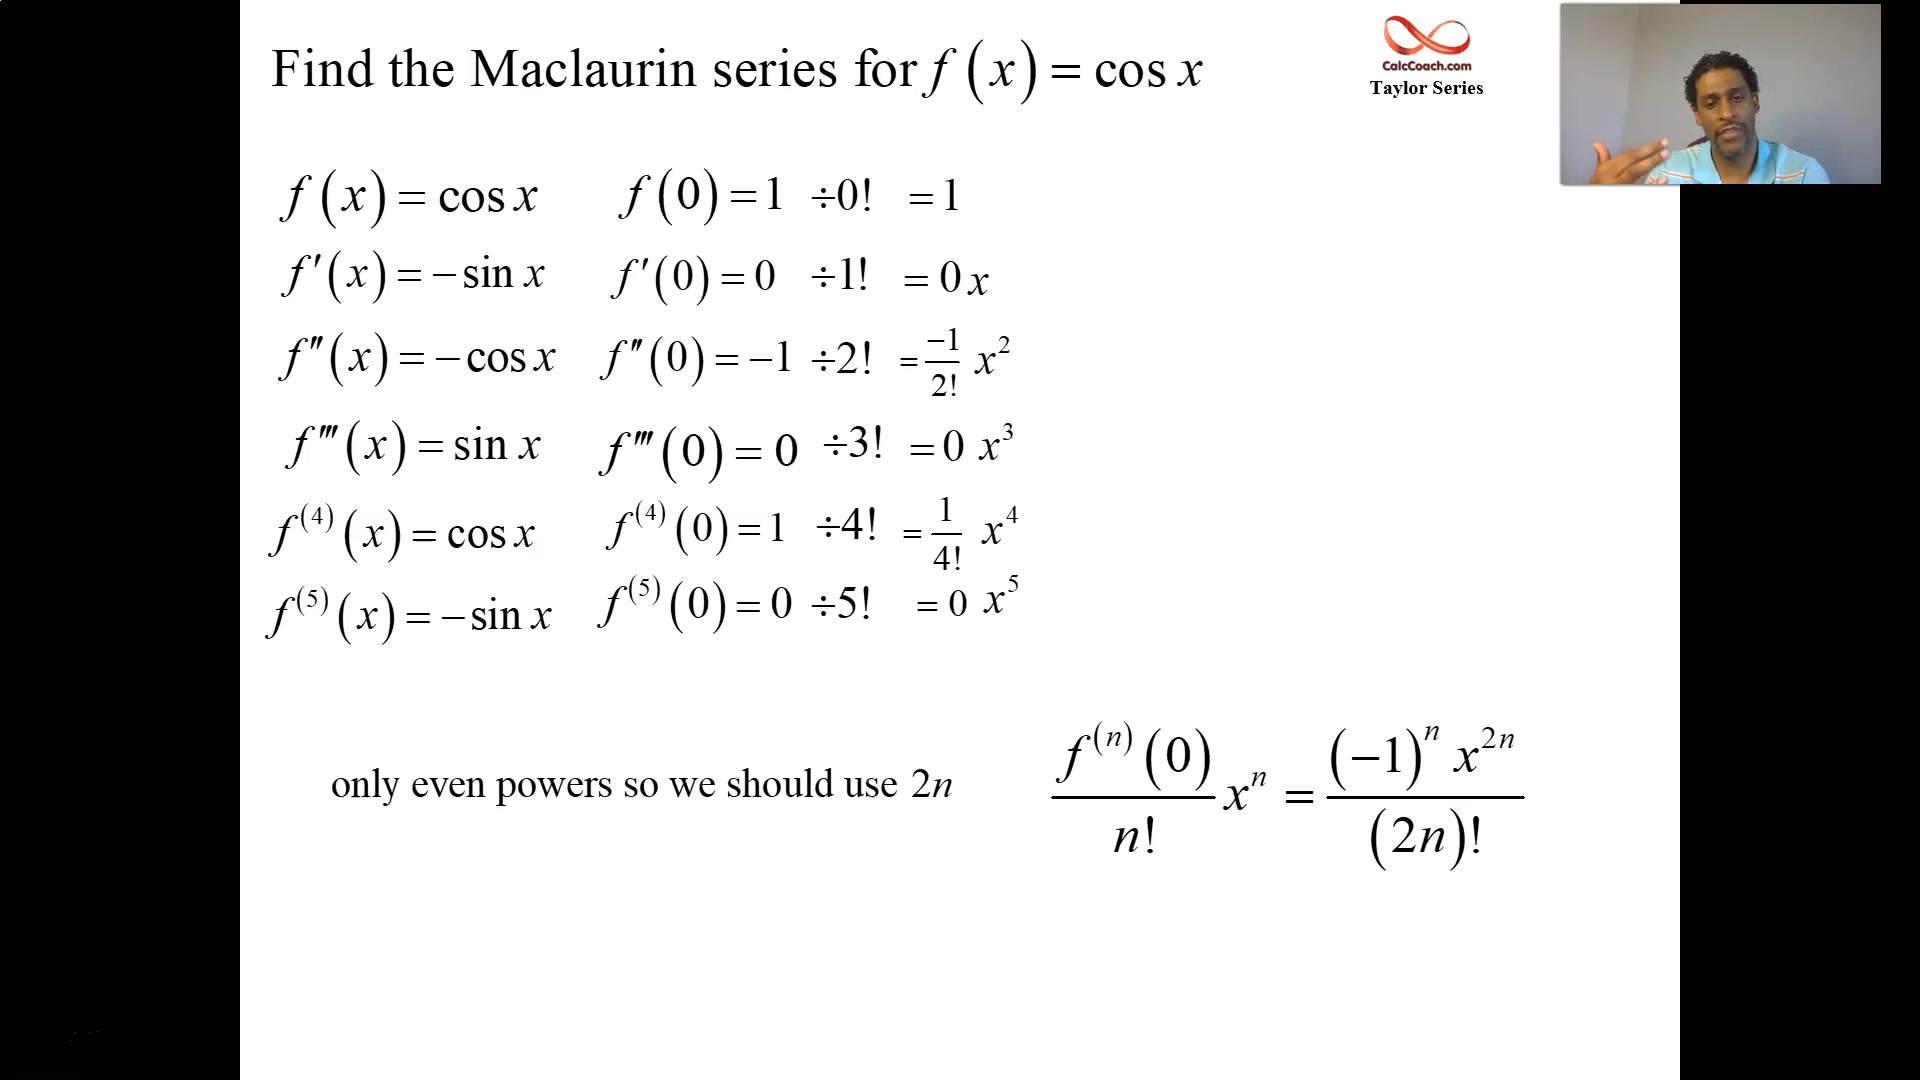 Find the Maclaurin series for f(x) = cos x
CalcCoach.com
Taylor Series
f(x) = cos x f(0) = 1 ÷0! = 1
f′(x) = −sin x f′(0) = 0 ÷1! = 0x
f″(x) = −cos x f″(0) = −1 ÷2! = −1/2! x²
f‴(x) = sin x f‴(0) = 0 ÷3! = 0 x³
f⁽⁴⁾(x) = cos x f⁽⁴⁾(0) = 1 ÷4! = 1/4! x⁴
f⁽⁵⁾(x) = −sin x f⁽⁵⁾(0) = 0 ÷5! = 0 x⁵
only even powers so we should use 2n
f⁽ⁿ⁾(0)/n! xⁿ = (−1)ⁿ x²ⁿ/(2n)!